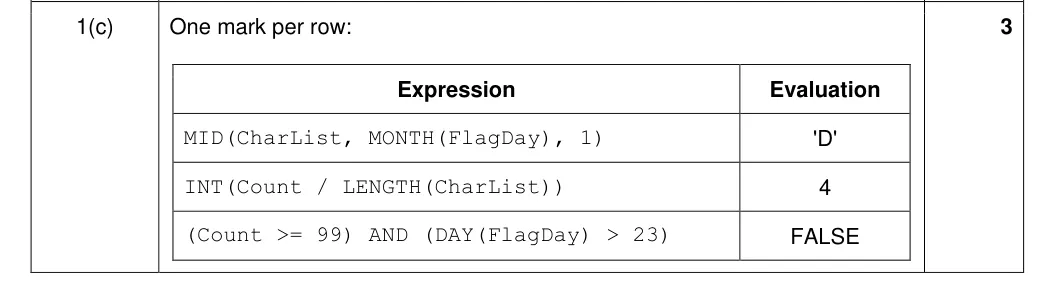 1(c) One mark per row: 3
Expression Evaluation
MID(CharList, MONTH(FlagDay), 1) 'D'
INT(Count / LENGTH(CharList)) 4
(Count >= 99) AND (DAY(FlagDay) > 23) FALSE